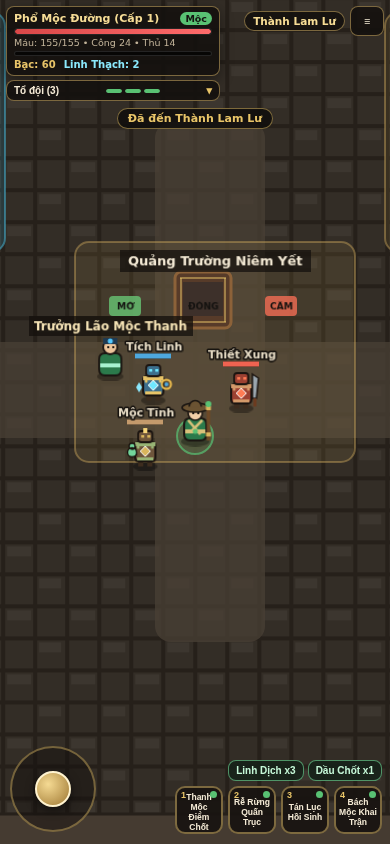 Phổ Mộc Đường (Cấp 1)
Mộc
Máu: 155/155 • Công 24 • Thủ 14
Bạc: 60 Linh Thạch: 2
Tổ đội (3)
▼
Thành Lam Lư
≡
Đã đến Thành Lam Lư
Quảng Trường Niêm Yết
MỞ
ĐÓNG
CẤM
Trưởng Lão Mộc Thanh
Tích Linh
Thiết Xung
Mộc Tinh
Linh Dịch x3
Dầu Chốt x1
1
Thanh Mộc Điểm Chốt
2
Rễ Rừng Quấn Trục
3
Tán Lục Hồi Sinh
4
Bách Mộc Khai Trận